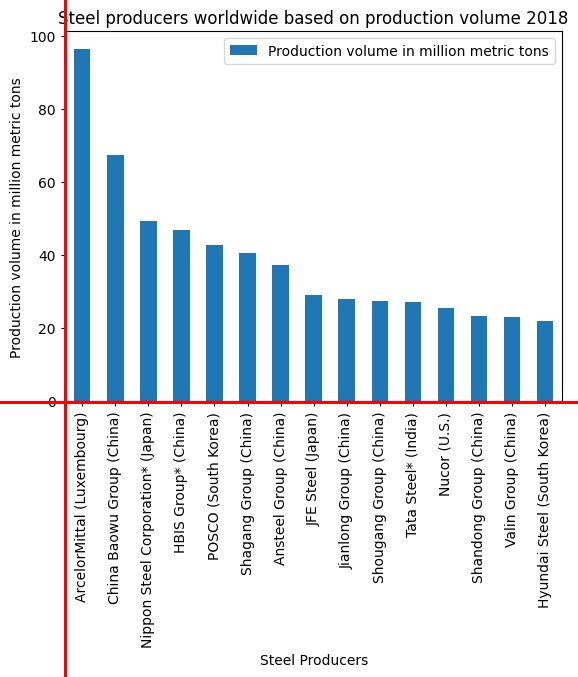 Steel producers worldwide based on production volume 2018
Production volume in million metric tons
Production volume in million metric tons
100
80
60
40
20
0
ArcelorMittal (Luxembourg)
China Baowu Group (China)
Nippon Steel Corporation* (Japan)
HBIS Group* (China)
POSCO (South Korea)
Shagang Group (China)
Ansteel Group (China)
JFE Steel (Japan)
Jianlong Group (China)
Shougang Group (China)
Tata Steel* (India)
Nucor (U.S.)
Shandong Group (China)
Valin Group (China)
Hyundai Steel (South Korea)
Steel Producers